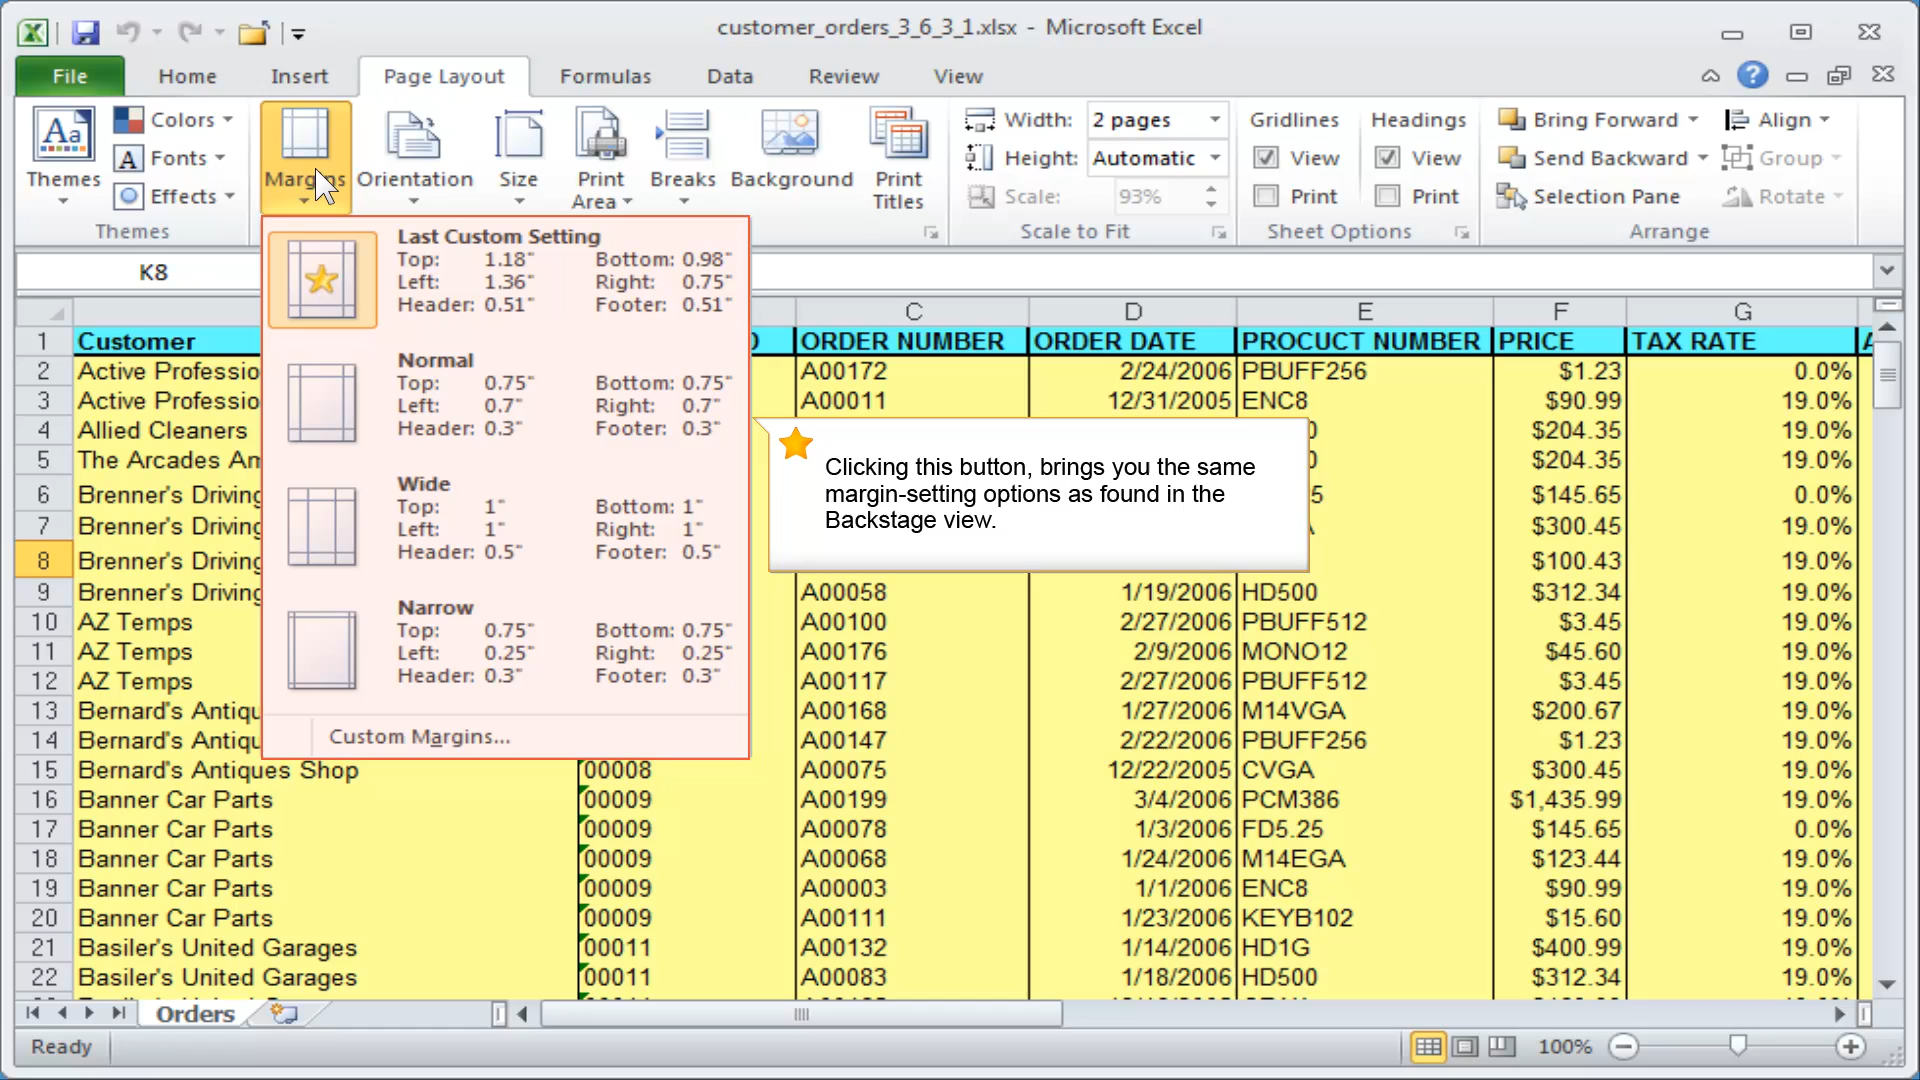 customer_orders_3_6_3_1.xlsx - Microsoft Excel
File Home Insert Page Layout Formulas Data Review View
Themes Colors Fonts Effects Margins Orientation Size Print Area Breaks Background Print Titles
Width: 2 pages Height: Automatic Scale: 93%
Gridlines View Print Headings View Print
Bring Forward Send Backward Selection Pane Align Group Rotate
Themes Scale to Fit Sheet Options Arrange
K8
Last Custom Setting
Top: 1.18" Bottom: 0.98"
Left: 1.36" Right: 0.75"
Header: 0.51" Footer: 0.51"
Normal
Top: 0.75" Bottom: 0.75"
Left: 0.7" Right: 0.7"
Header: 0.3" Footer: 0.3"
Wide
Top: 1" Bottom: 1"
Left: 1" Right: 1"
Header: 0.5" Footer: 0.5"
Narrow
Top: 0.75" Bottom: 0.75"
Left: 0.25" Right: 0.25"
Header: 0.3" Footer: 0.3"
Custom Margins...
Clicking this button, brings you the same
margin-setting options as found in the
Backstage view.
C D E F G
1 Customer ORDER NUMBER ORDER DATE PROCUCT NUMBER PRICE TAX RATE
2 Active Professio A00172 2/24/2006 PBUFF256 $1.23 0.0%
3 Active Professio A00011 12/31/2005 ENC8 $90.99 19.0%
4 Allied Cleaners $204.35 19.0%
5 The Arcades Am $204.35 19.0%
6 Brenner's Driving $145.65 0.0%
7 Brenner's Driving $300.45 19.0%
8 Brenner's Driving $100.43 19.0%
9 Brenner's Driving A00058 1/19/2006 HD500 $312.34 19.0%
10 AZ Temps A00100 2/27/2006 PBUFF512 $3.45 19.0%
11 AZ Temps A00176 2/9/2006 MONO12 $45.60 19.0%
12 AZ Temps A00117 2/27/2006 PBUFF512 $3.45 19.0%
13 Bernard's Antiqu A00168 1/27/2006 M14VGA $200.67 19.0%
14 Bernard's Antiqu A00147 2/22/2006 PBUFF256 $1.23 19.0%
15 Bernard's Antiques Shop 00008 A00075 12/22/2005 CVGA $300.45 19.0%
16 Banner Car Parts 00009 A00199 3/4/2006 PCM386 $1,435.99 19.0%
17 Banner Car Parts 00009 A00078 1/3/2006 FD5.25 $145.65 0.0%
18 Banner Car Parts 00009 A00068 1/24/2006 M14EGA $123.44 19.0%
19 Banner Car Parts 00009 A00003 1/1/2006 ENC8 $90.99 19.0%
20 Banner Car Parts 00009 A00111 1/23/2006 KEYB102 $15.60 19.0%
21 Basiler's United Garages 00011 A00132 1/14/2006 HD1G $400.99 19.0%
22 Basiler's United Garages 00011 A00083 1/18/2006 HD500 $312.34 19.0%
Orders
Ready 100%